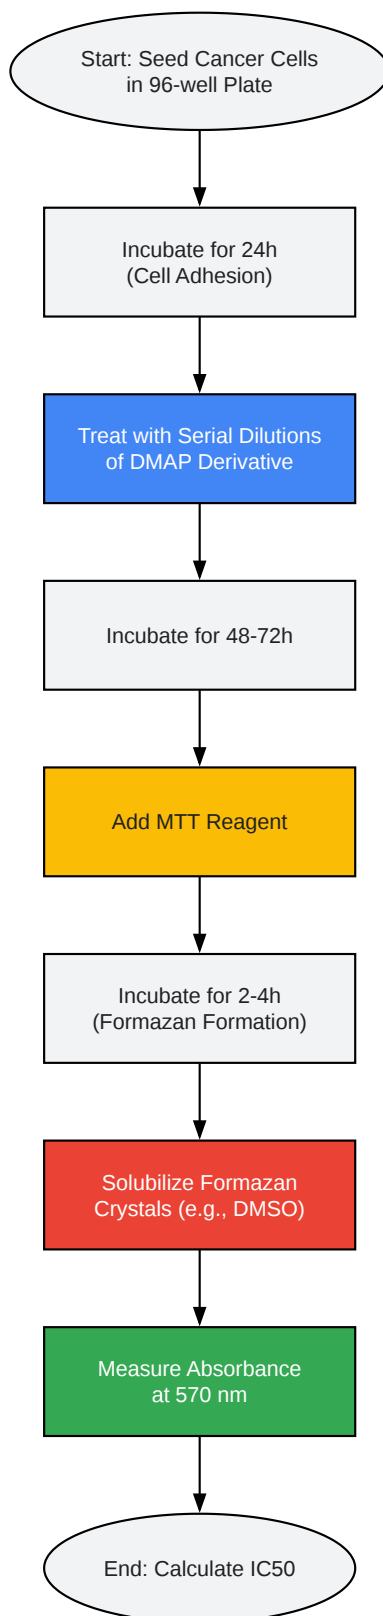 Start: Seed Cancer Cells
in 96-well Plate
Incubate for 24h
(Cell Adhesion)
Treat with Serial Dilutions
of DMAP Derivative
Incubate for 48-72h
Add MTT Reagent
Incubate for 2-4h
(Formazan Formation)
Solubilize Formazan
Crystals (e.g., DMSO)
Measure Absorbance
at 570 nm
End: Calculate IC50